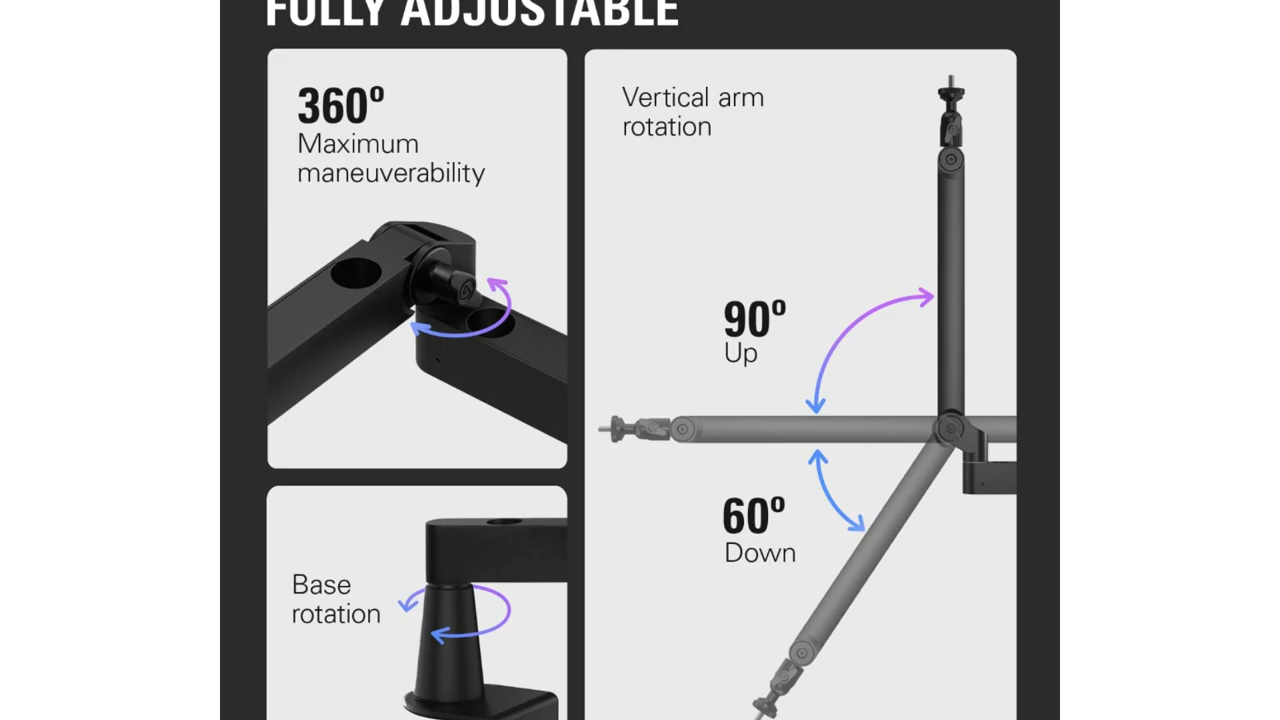 FULLY ADJUSTABLE
360º
Maximum
maneuverability
Vertical arm
rotation
90º
Up
60º
Down
Base
rotation